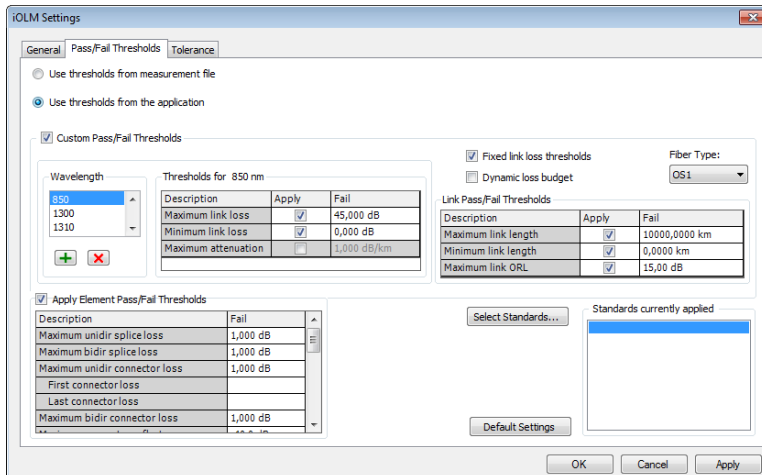 iOLM Settings
General Pass/Fail Thresholds Tolerance
Use thresholds from measurement file
Use thresholds from the application
Custom Pass/Fail Thresholds
Wavelength
850
1300
1310
Thresholds for 850 nm
Description Apply Fail
Maximum link loss 45,000 dB
Minimum link loss 0,000 dB
Maximum attenuation 1,000 dB/km
Fixed link loss thresholds
Dynamic loss budget
Fiber Type:
OS1
Link Pass/Fail Thresholds
Description Apply Fail
Maximum link length 10000,0000 km
Minimum link length 0,0000 km
Maximum link ORL 15,00 dB
Apply Element Pass/Fail Thresholds
Description Fail
Maximum unidir splice loss 1,000 dB
Maximum bidir splice loss 1,000 dB
Maximum unidir connector loss 1,000 dB
First connector loss
Last connector loss
Maximum bidir connector loss 1,000 dB
Select Standards...
Default Settings
Standards currently applied
OK Cancel Apply